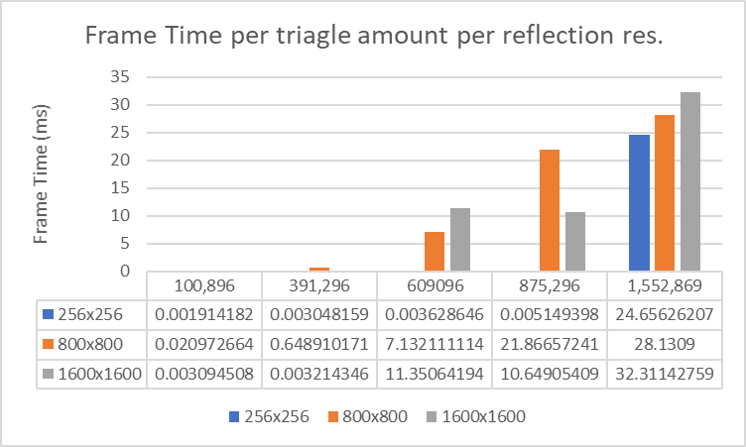 Frame Time per triagle amount per reflection res.
Frame Time (ms)
35
30
25
20
15
10
5
0
100,896 391,296 609096 875,296 1,552,869
256x256 0.001914182 0.003048159 0.003628646 0.005149398 24.65626207
800x800 0.020972664 0.648910171 7.132111114 21.86657241 28.1309
1600x1600 0.003094508 0.003214346 11.35064194 10.64905409 32.31142759
256x256 800x800 1600x1600